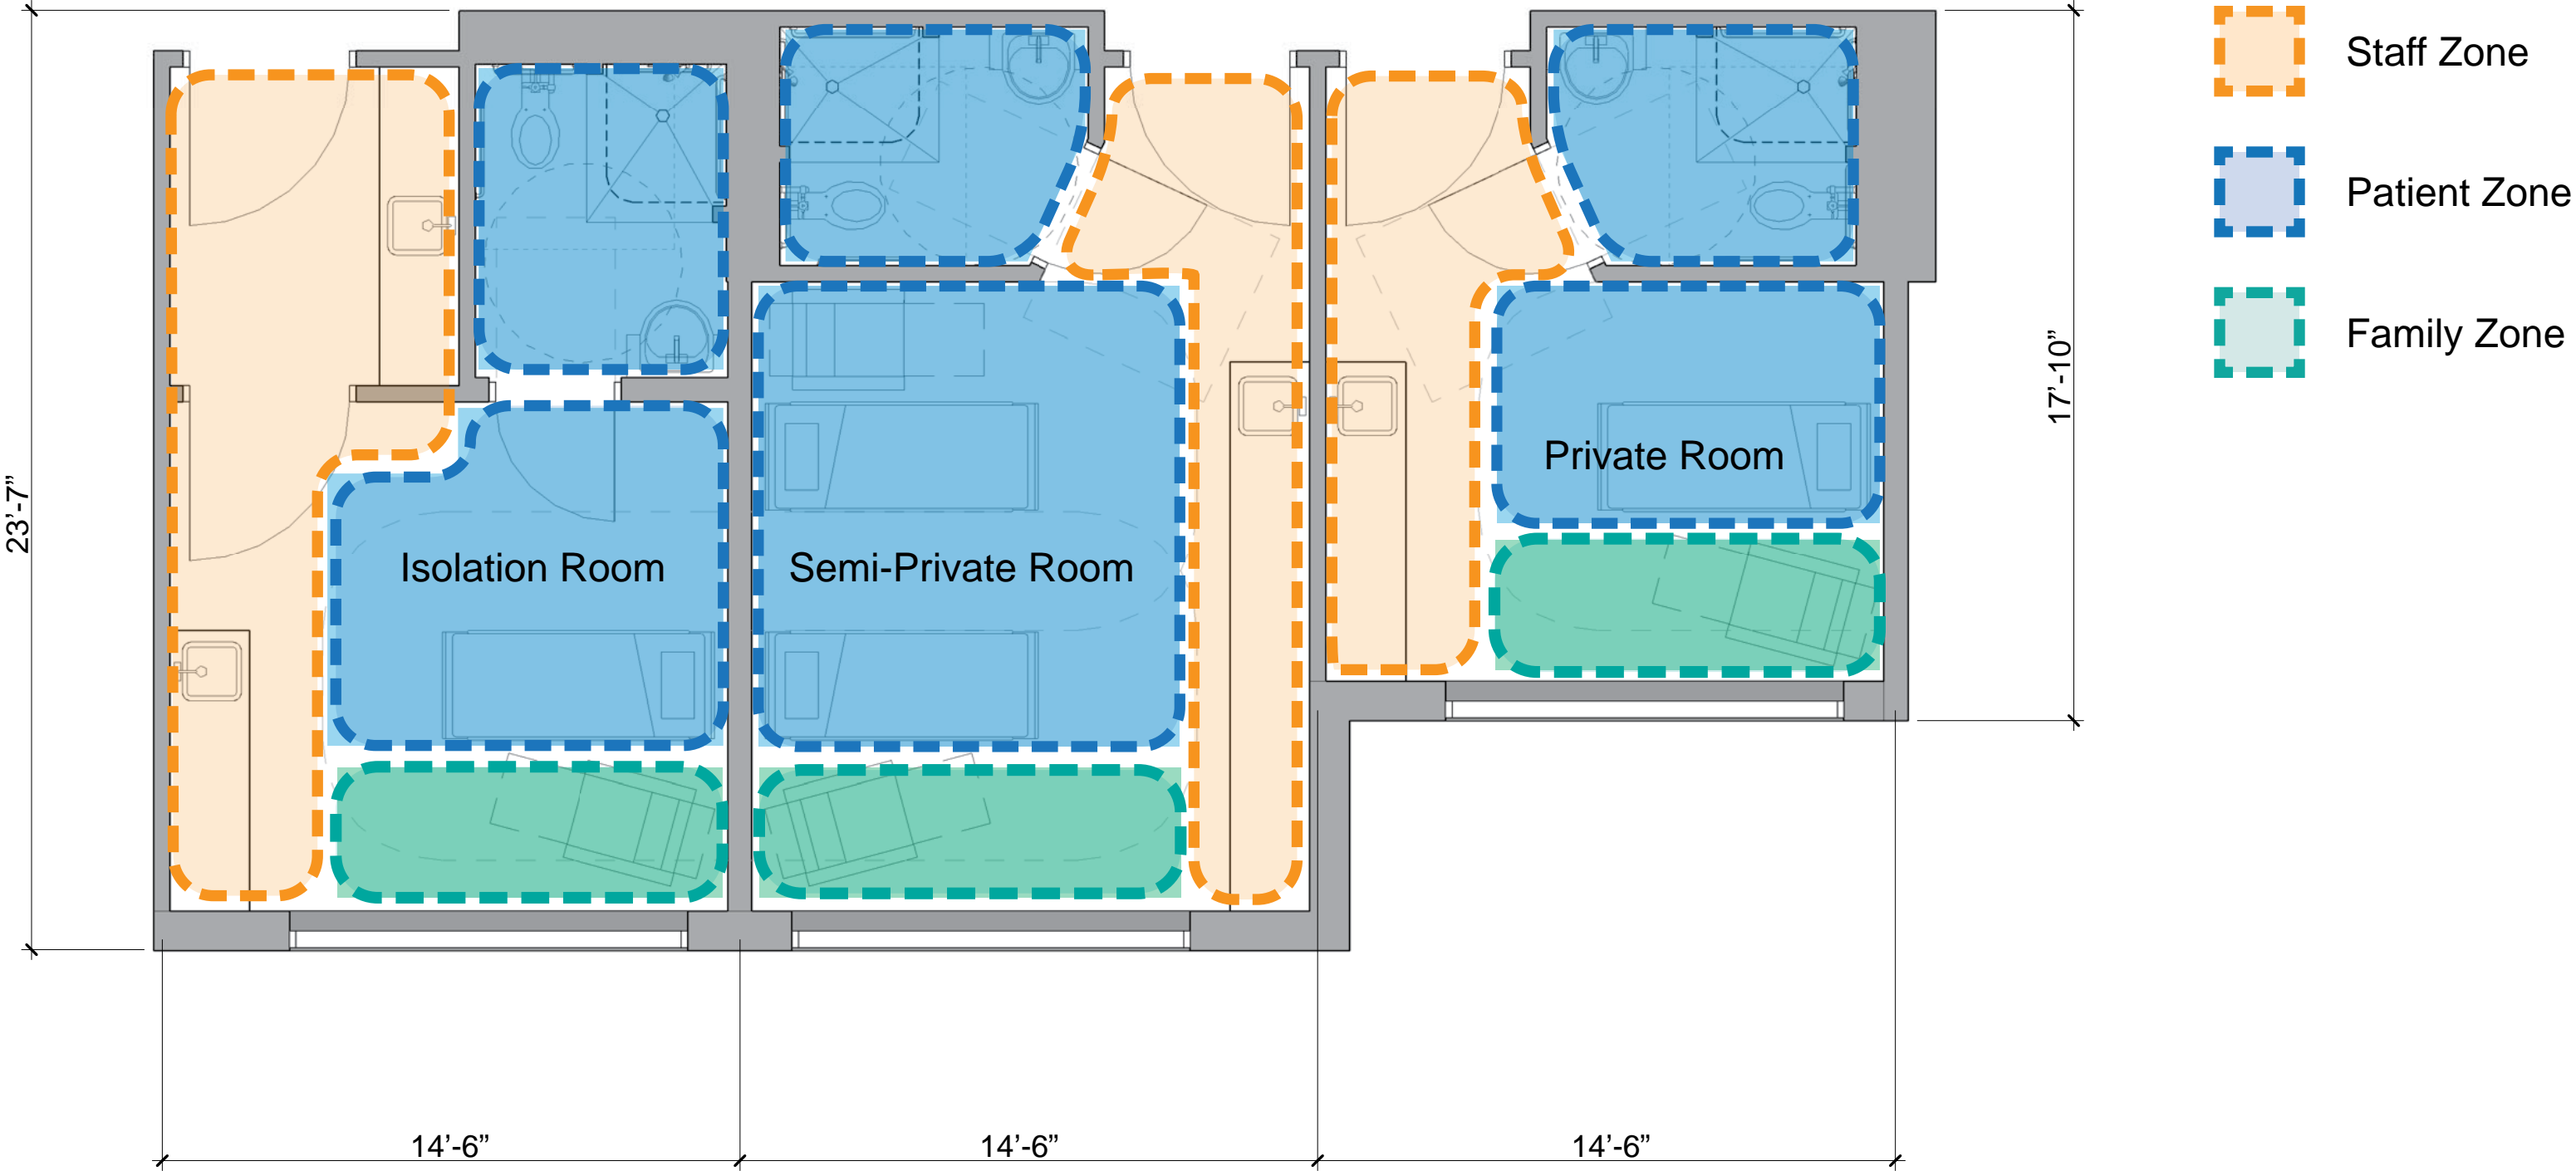 Staff Zone
Patient Zone
Family Zone
23’-7”
17’-10”
Private Room
Isolation Room
Semi-Private Room
14’-6”
14’-6”
14’-6”